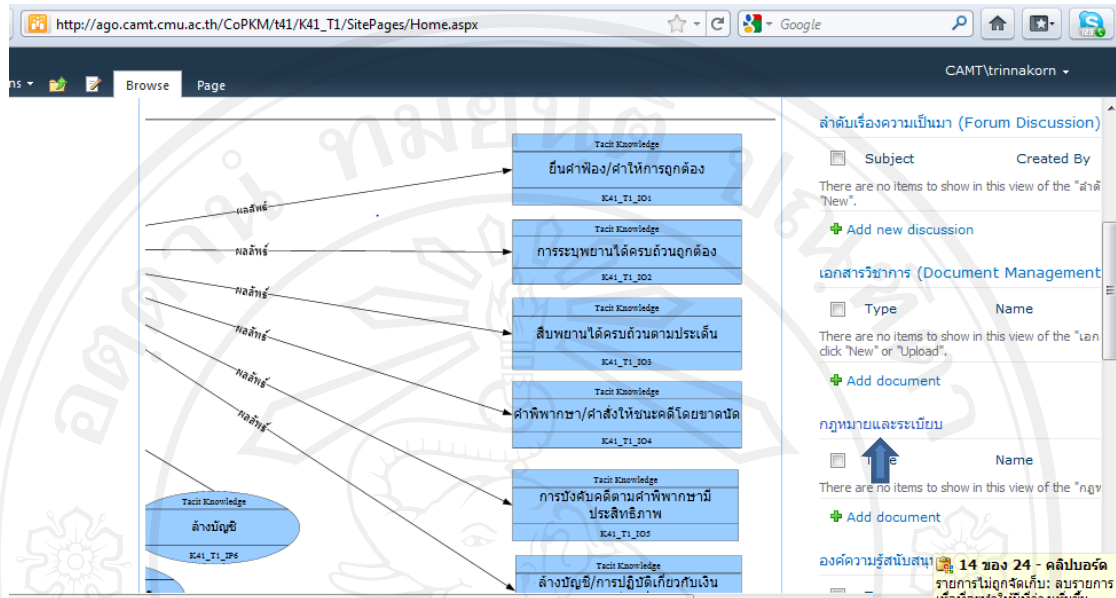 http://ago.camt.cmu.ac.th/CoPKM/t41/K41_T1/SitePages/Home.aspx
Google
CAMT\trinnakorn
ns
Browse
Page
Tacit Knowledge
ยื่นคำฟ้อง/คำให้การถูกต้อง
K41_T1_IO1
ผลลัพธ์
Tacit Knowledge
การระบุพยานได้ครบถ้วนถูกต้อง
K41_T1_IO2
ผลลัพธ์
Tacit Knowledge
สืบพยานได้ครบถ้วนตามประเด็น
K41_T1_IO3
ผลลัพธ์
Tacit Knowledge
คำพิพากษา/คำสั่งให้ชนะคดีโดยขาดนัด
K41_T1_IO4
ผลลัพธ์
Tacit Knowledge
การบังคับคดีตามคำพิพากษามี
ประสิทธิภาพ
K41_T1_IO5
ผลลัพธ์
Tacit Knowledge
ล้างบัญชี/การปฏิบัติเกี่ยวกับเงิน
ผลลัพธ์
Tacit Knowledge
ล้างบัญชี
K41_T1_IP6
ลำดับเรื่องความเป็นมา (Forum Discussion)
Subject Created By
There are no items to show in this view of the "ลำดั
"New".
Add new discussion
เอกสารวิชาการ (Document Management
Type Name
There are no items to show in this view of the "เอก
click "New" or "Upload".
Add document
กฎหมายและระเบียบ
Name
There are no items to show in this view of the "กฎห
Add document
องค์ความรู้สนับสนุน
14 ของ 24 - คลิปบอร์ด
รายการไม่ถูกจัดเก็บ: ลบรายการ